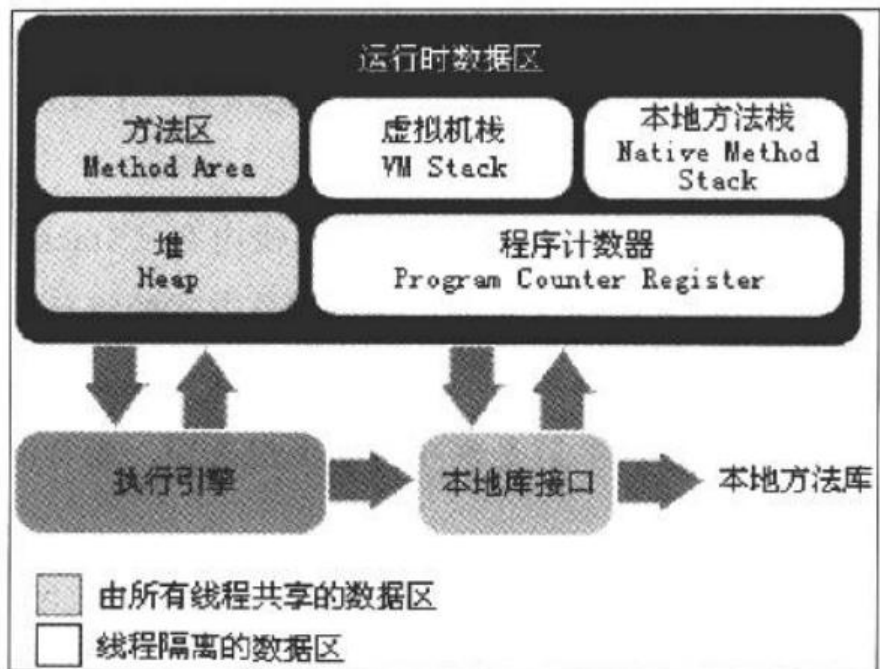 运行时数据区
方法区
Method Area
虚拟机栈
VM Stack
本地方法栈
Native Method
Stack
堆
Heap
程序计数器
Program Counter Register
执行引擎
本地库接口
本地方法库
由所有线程共享的数据区
线程隔离的数据区